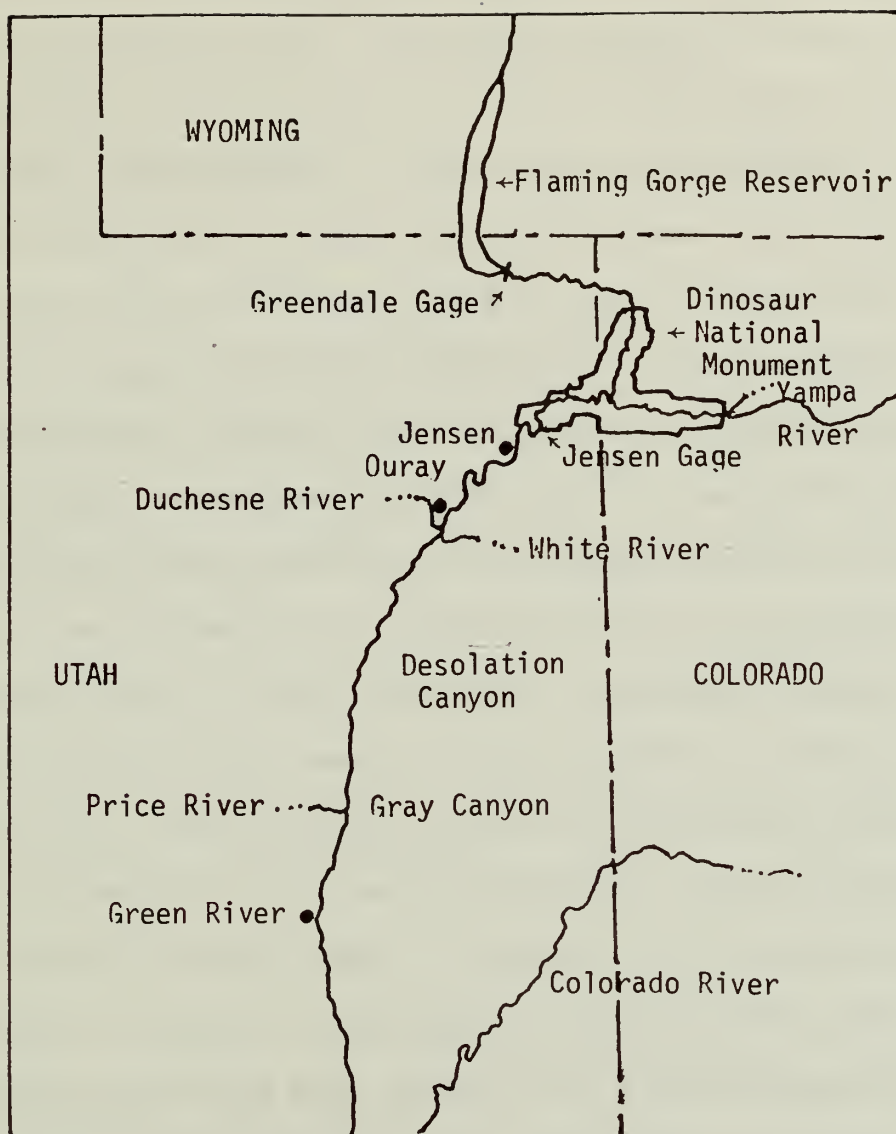 WYOMING
←Flaming Gorge Reservoir
Greendale Gage
Dinosaur
← National
Monument
Yampa
River
Jensen
Ouray
Jensen Gage
Duchesne River ....
.... White River
UTAH
Desolation
Canyon
COLORADO
Price River ....
Gray Canyon
Green River
Colorado River